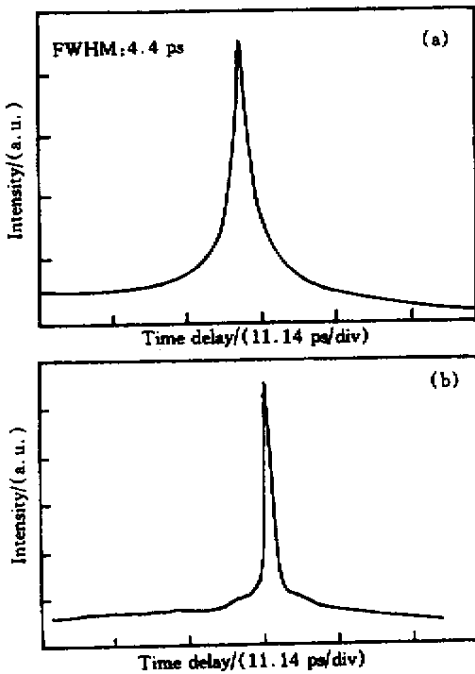 (a)
FWHM:4.4 ps
Intensity/(a. u.)
Time delay/(11.14 ps/div)
(b)
Intensity/(a. u.)
Time delay/(11.14 ps/div)